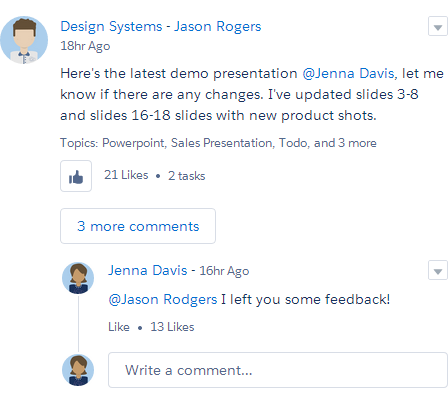 Design Systems - Jason Rogers
18hr Ago
Here's the latest demo presentation @Jenna Davis, let me
know if there are any changes. I've updated slides 3-8
and slides 16-18 slides with new product shots.
Topics: Powerpoint, Sales Presentation, Todo, and 3 more
21 Likes • 2 tasks
3 more comments
Jenna Davis - 16hr Ago
@Jason Rodgers I left you some feedback!
Like • 13 Likes
Write a comment...